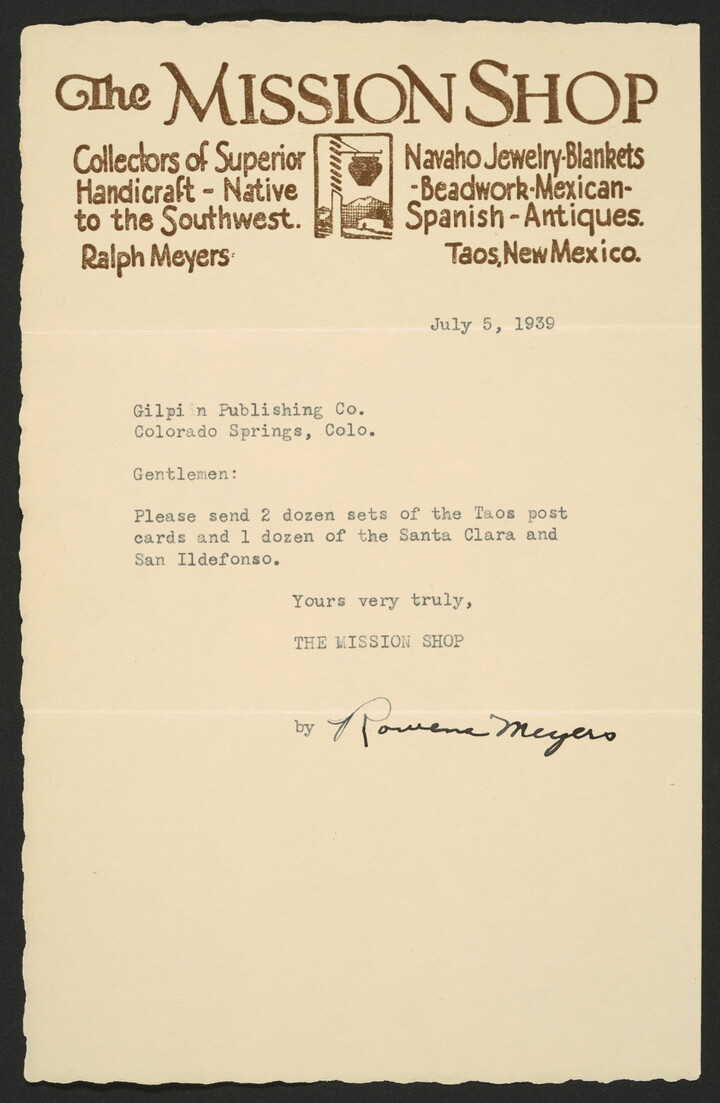 The MISSION SHOP
Collectors of Superior
Handicraft - Native
to the Southwest.
Ralph Meyers
Navaho Jewelry-Blankets
-Beadwork-Mexican-
Spanish-Antiques.
Taos, New Mexico.
July 5, 1939
Gilpi n Publishing Co.
Colorado Springs, Colo.
Gentlemen:
Please send 2 dozen sets of the Taos post
cards and 1 dozen of the Santa Clara and
San Ildefonso.
Yours very truly,
THE MISSION SHOP
by Rowena Meyers